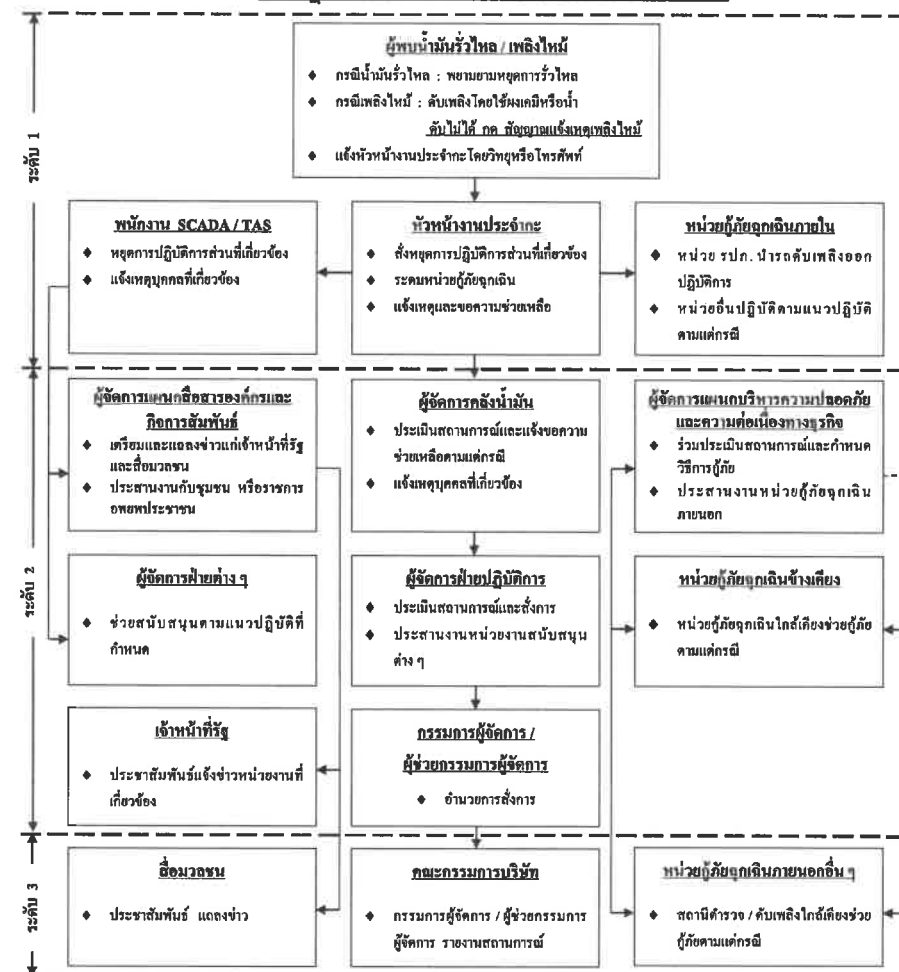 ผู้พบน้ำมันรั่วไหล / เพลิงไหม้
♦ กรณีน้ำมันรั่วไหล : พยามยามหยุดการรั่วไหล
♦ กรณีเพลิงไหม้ : ดับเพลิงโดยใช้ผงเคมีหรือน้ำ
ดับไม่ได้ กด สัญญาณแจ้งเหตุเพลิงไหม้
♦ แจ้งหัวหน้างานประจำกะโดยวิทยุหรือโทรศัพท์
ระดับ 1
พนักงาน SCADA / TAS
♦ หยุดการปฏิบัติการส่วนที่เกี่ยวข้อง
♦ แจ้งเหตุบุคคลที่เกี่ยวข้อง
หัวหน้างานประจำกะ
♦ สั่งหยุดการปฏิบัติการส่วนที่เกี่ยวข้อง
♦ ระดมหน่วยกู้ภัยฉุกเฉิน
♦ แจ้งเหตุและขอความช่วยเหลือ
หน่วยกู้ภัยฉุกเฉินภายใน
♦ หน่วย รปภ. นำรถดับเพลิงออก
ปฏิบัติการ
♦ หน่วยอื่นปฏิบัติตามแนวปฏิบัติ
ตามแต่กรณี
ระดับ 2
ผู้จัดการแผนกสื่อสารองค์กรและ
กิจการสัมพันธ์
♦ เตรียมและแถลงข่าวแก่เจ้าหน้าที่รัฐ
และสื่อมวลชน
♦ ประสานงานกับชุมชน หรือราชการ
อพยพประชาชน
ผู้จัดการคลังน้ำมัน
♦ ประเมินสถานการณ์และแจ้งขอความ
ช่วยเหลือตามแต่กรณี
♦ แจ้งเหตุบุคคลที่เกี่ยวข้อง
ผู้จัดการแผนกบริหารความปลอดภัย
และความต่อเนื่องทางธุรกิจ
♦ ร่วมประเมินสถานการณ์และกำหนด
วิธีการกู้ภัย
♦ ประสานงานหน่วยกู้ภัยฉุกเฉิน
ภายนอก
ผู้จัดการฝ่ายต่าง ๆ
♦ ช่วยสนับสนุนตามแนวปฏิบัติที่
กำหนด
ผู้จัดการฝ่ายปฏิบัติการ
♦ ประเมินสถานการณ์และสั่งการ
♦ ประสานงานหน่วยงานสนับสนุน
ต่าง ๆ
หน่วยกู้ภัยฉุกเฉินข้างเคียง
♦ หน่วยกู้ภัยฉุกเฉินใกล้เคียงช่วยกู้ภัย
ตามแต่กรณี
เจ้าหน้าที่รัฐ
♦ ประชาสัมพันธ์แจ้งข่าวหน่วยงานที่
เกี่ยวข้อง
กรรมการผู้จัดการ /
ผู้ช่วยกรรมการผู้จัดการ
♦ อำนวยการสั่งการ
ระดับ 3
สื่อมวลชน
♦ ประชาสัมพันธ์ แถลงข่าว
คณะกรรมการบริษัท
♦ กรรมการผู้จัดการ / ผู้ช่วยกรรมการ
ผู้จัดการ รายงานสถานการณ์
หน่วยกู้ภัยฉุกเฉินภายนอกอื่น ๆ
♦ สถานีตำรวจ / ดับเพลิงใกล้เคียงช่วย
กู้ภัยตามแต่กรณี